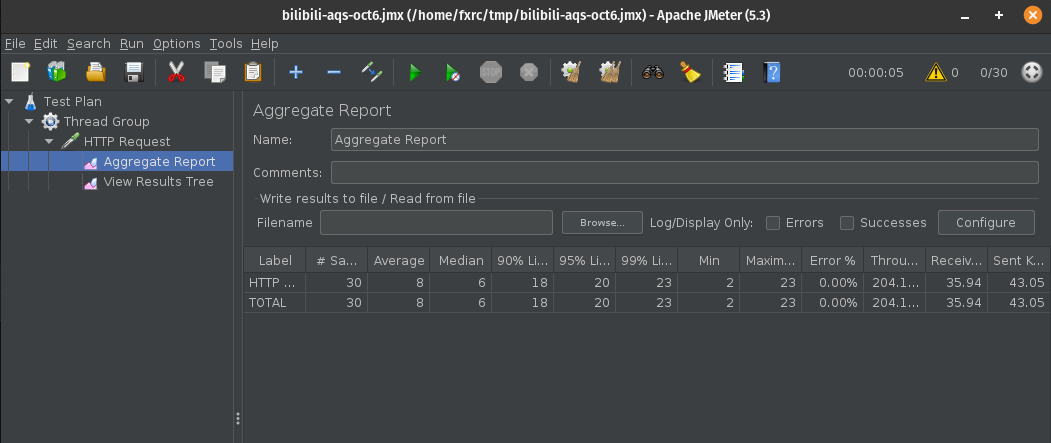 bilibili-aqs-oct6.jmx (/home/fxrc/tmp/bilibili-aqs-oct6.jmx) - Apache JMeter (5.3)
File Edit Search Run Options Tools Help
STOP 00:00:05 0 0/30
Test Plan
Thread Group
HTTP Request
Aggregate Report
View Results Tree
Aggregate Report
Name: Aggregate Report
Comments:
Write results to file / Read from file
Filename Browse... Log/Display Only: Errors Successes Configure
Label # Sa... Average Median 90% Li... 95% Li... 99% Li... Min Maxim... Error % Throu... Receiv... Sent K...
HTTP ... 30 8 6 18 20 23 2 23 0.00% 204.1... 35.94 43.05
TOTAL 30 8 6 18 20 23 2 23 0.00% 204.1... 35.94 43.05